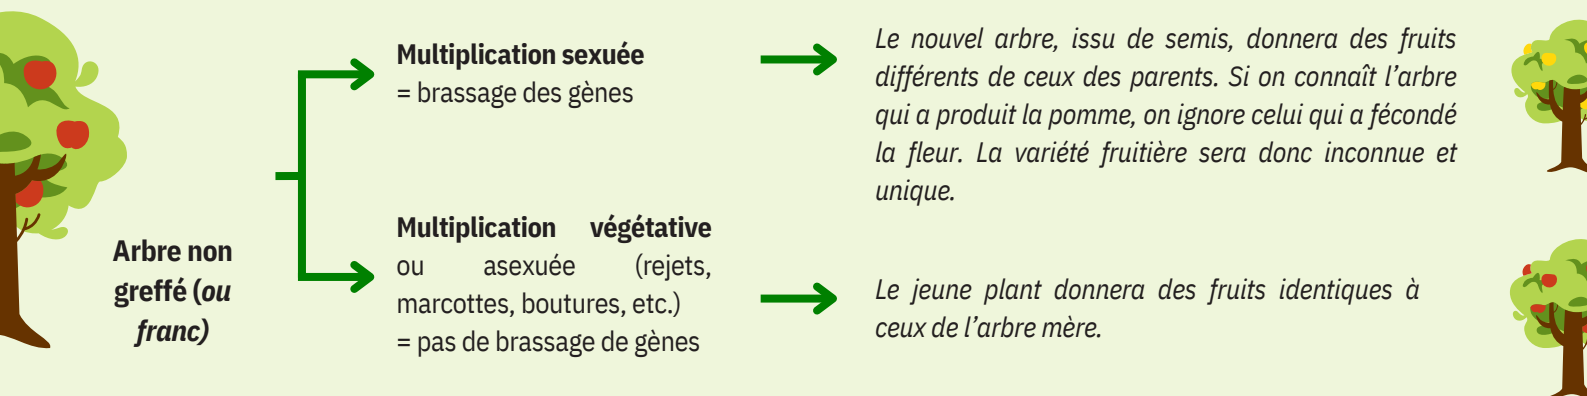 Arbre non
greffé (ou
franc)
Multiplication sexuée
= brassage des gènes
Le nouvel arbre, issu de semis, donnera des fruits
différents de ceux des parents. Si on connaît l'arbre
qui a produit la pomme, on ignore celui qui a fécondé
la fleur. La variété fruitière sera donc inconnue et
unique.
Multiplication végétative
ou asexuée (rejets,
marcottes, boutures, etc.)
= pas de brassage de gènes
Le jeune plant donnera des fruits identiques à
ceux de l'arbre mère.